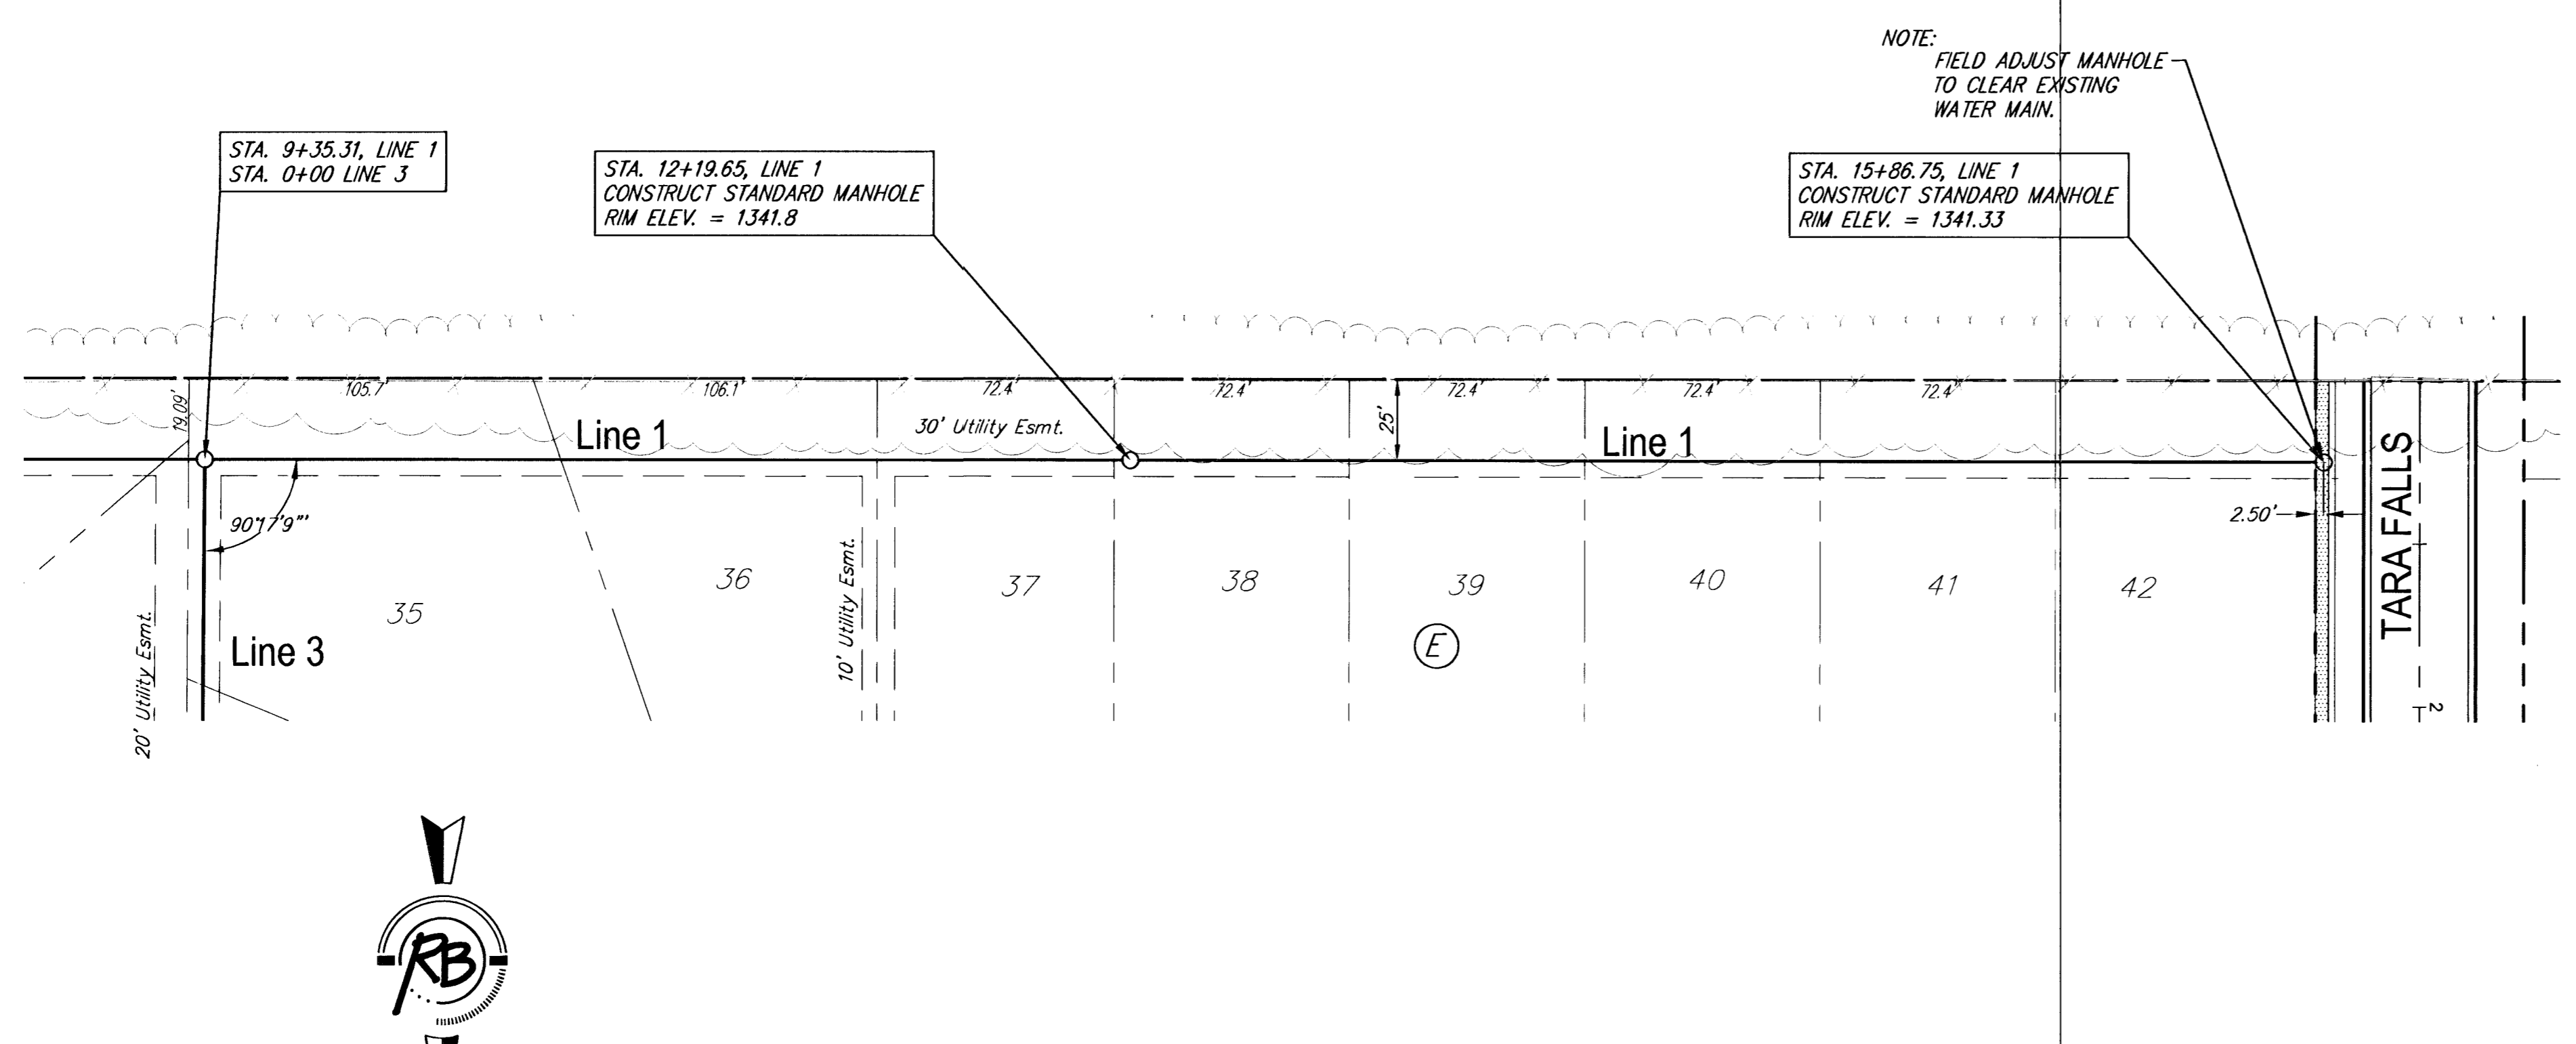 NOTE:
FIELD ADJUST MANHOLE
TO CLEAR EXISTING
WATER MAIN.
STA. 9+35.31, LINE 1
STA. 0+00 LINE 3
STA. 12+19.65, LINE 1
CONSTRUCT STANDARD MANHOLE
RIM ELEV. = 1341.8
STA. 15+86.75, LINE 1
CONSTRUCT STANDARD MANHOLE
RIM ELEV. = 1341.33
105.7'
106.1'
72.4'
72.4'
72.4'
72.4'
72.4'
19.09'
Line 1
30' Utility Esmt.
25'
Line 1
TARA FALLS
90°17'9"'
2.50'
35
36
37
38
39
40
41
42
10' Utility Esmt.
20' Utility Esmt.
Line 3
E
2
RB